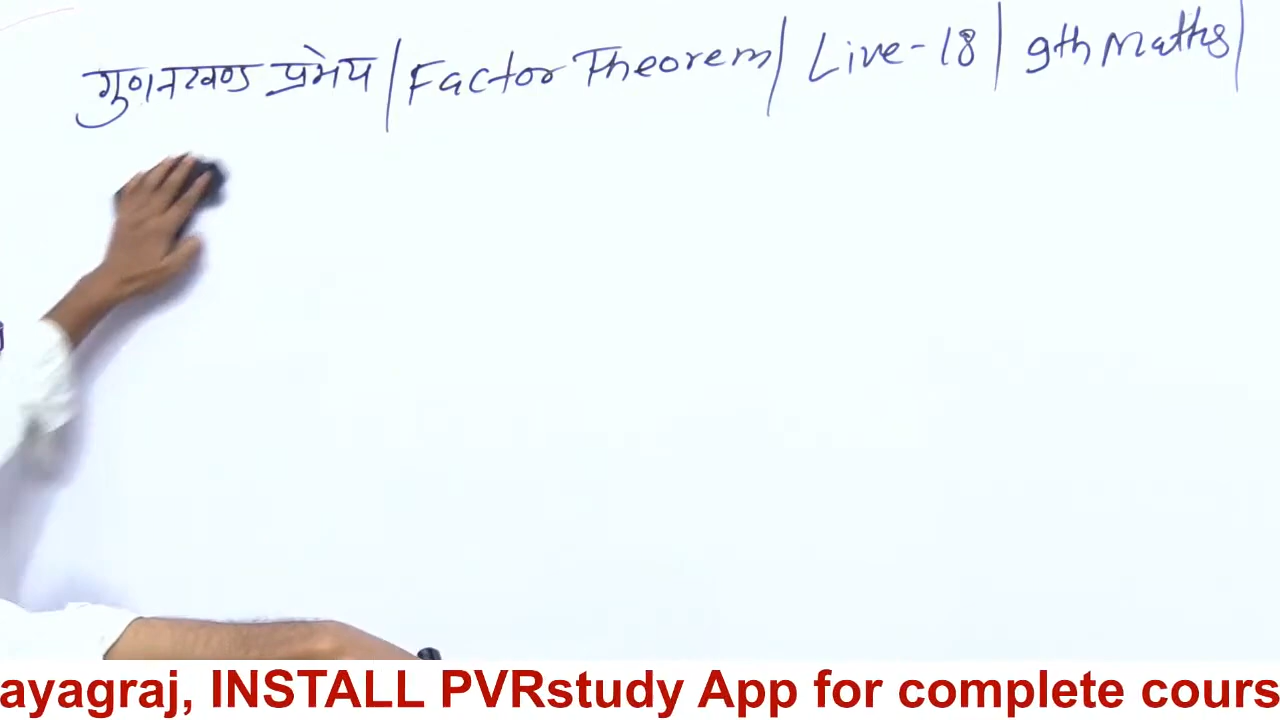 गुणनखण्ड प्रमेय | Factor Theorem | Live-18 | 9th Maths |
ayagraj, INSTALL PVRstudy App for complete cours